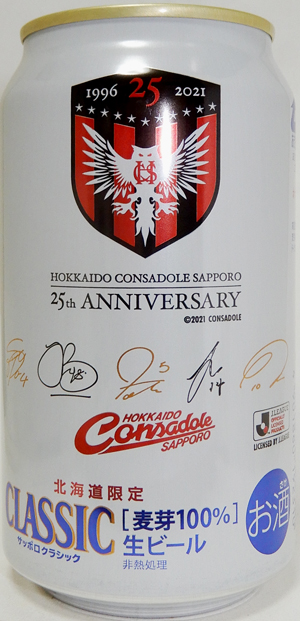 1996 25 2021
HOKKAIDO CONSADOLE SAPPORO
25th ANNIVERSARY
©2021 CONSADOLE
HOKKAIDO
Consadole
SAPPORO
J.LEAGUE
LICENSED BY J.LEAGUE
北海道限定
CLASSIC
サッポロクラシック
[麦芽100%]
生ビール
非熱処理
お酒